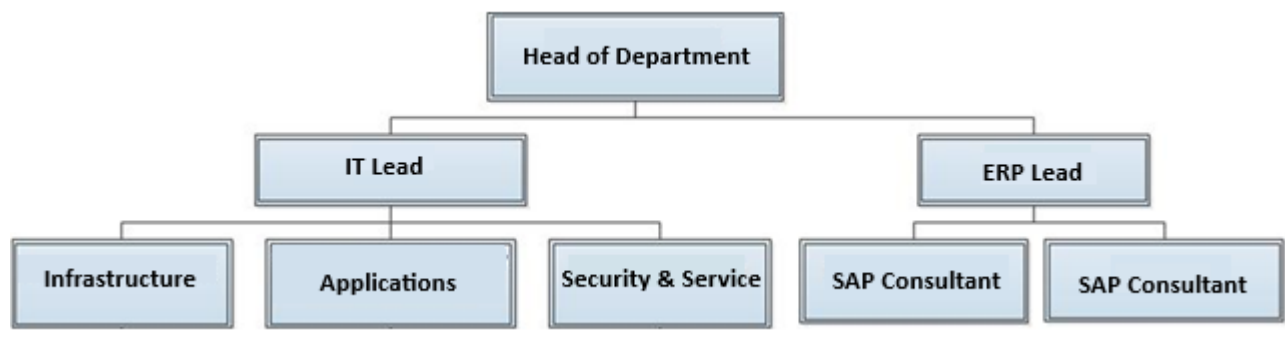 Head of Department
IT Lead
ERP Lead
Infrastructure
Applications
Security & Service
SAP Consultant
SAP Consultant